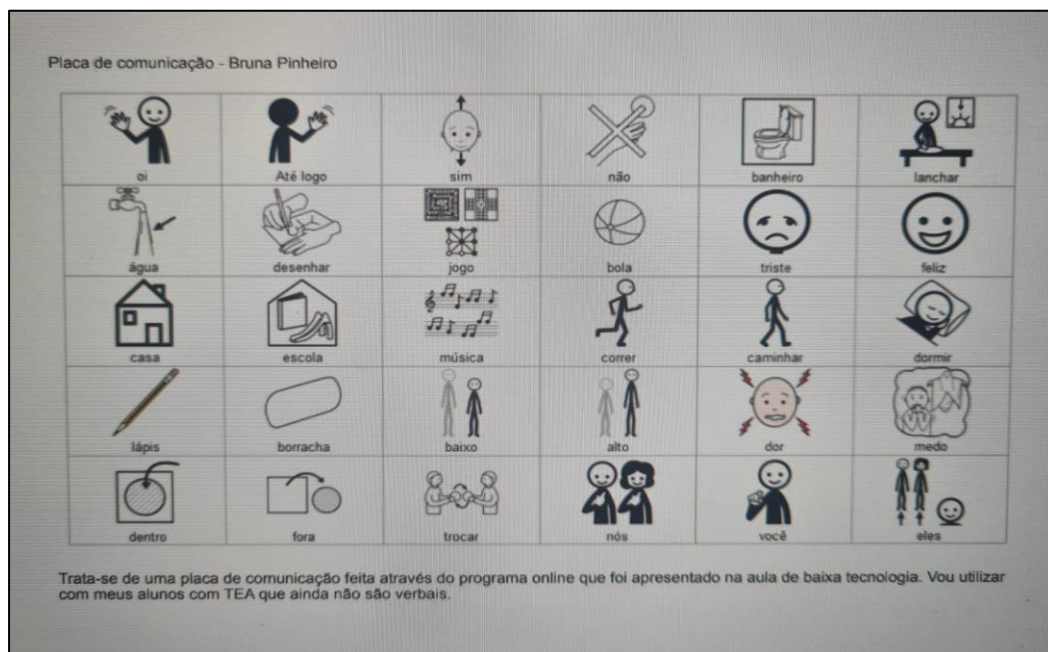 Placa de comunicação - Bruna Pinheiro
oi Até logo sim não banheiro lanchar
água desenhar jogo bola triste feliz
casa escola música correr caminhar dormir
lápis borracha baixo alto dor medo
dentro fora trocar nós você eles
Trata-se de uma placa de comunicação feita através do programa online que foi apresentado na aula de baixa tecnologia. Vou utilizar
com meus alunos com TEA que ainda não são verbais.